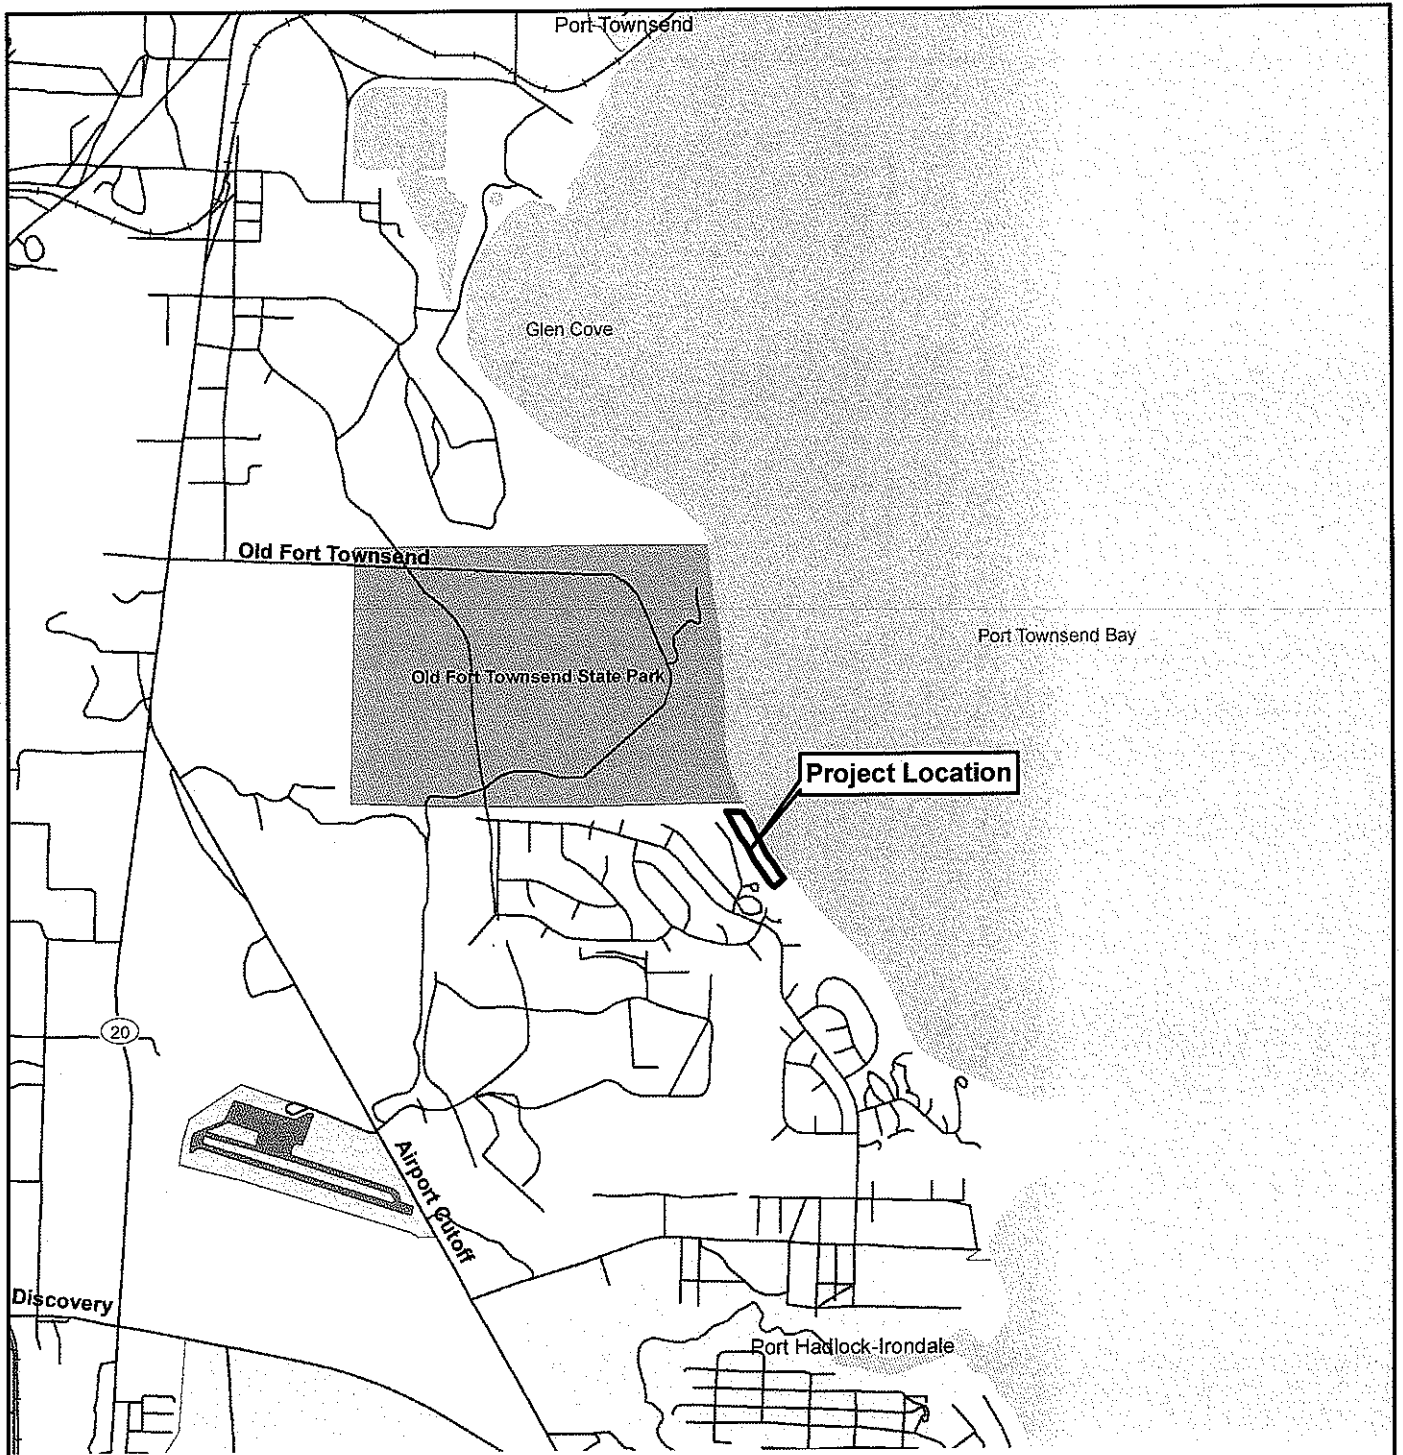 Port Townsend
Glen Cove
Old Fort Townsend
Port Townsend Bay
Old Fort Townsend State Park
Project Location
20
Airport Cutoff
Discovery
Port Hadlock-Irondale